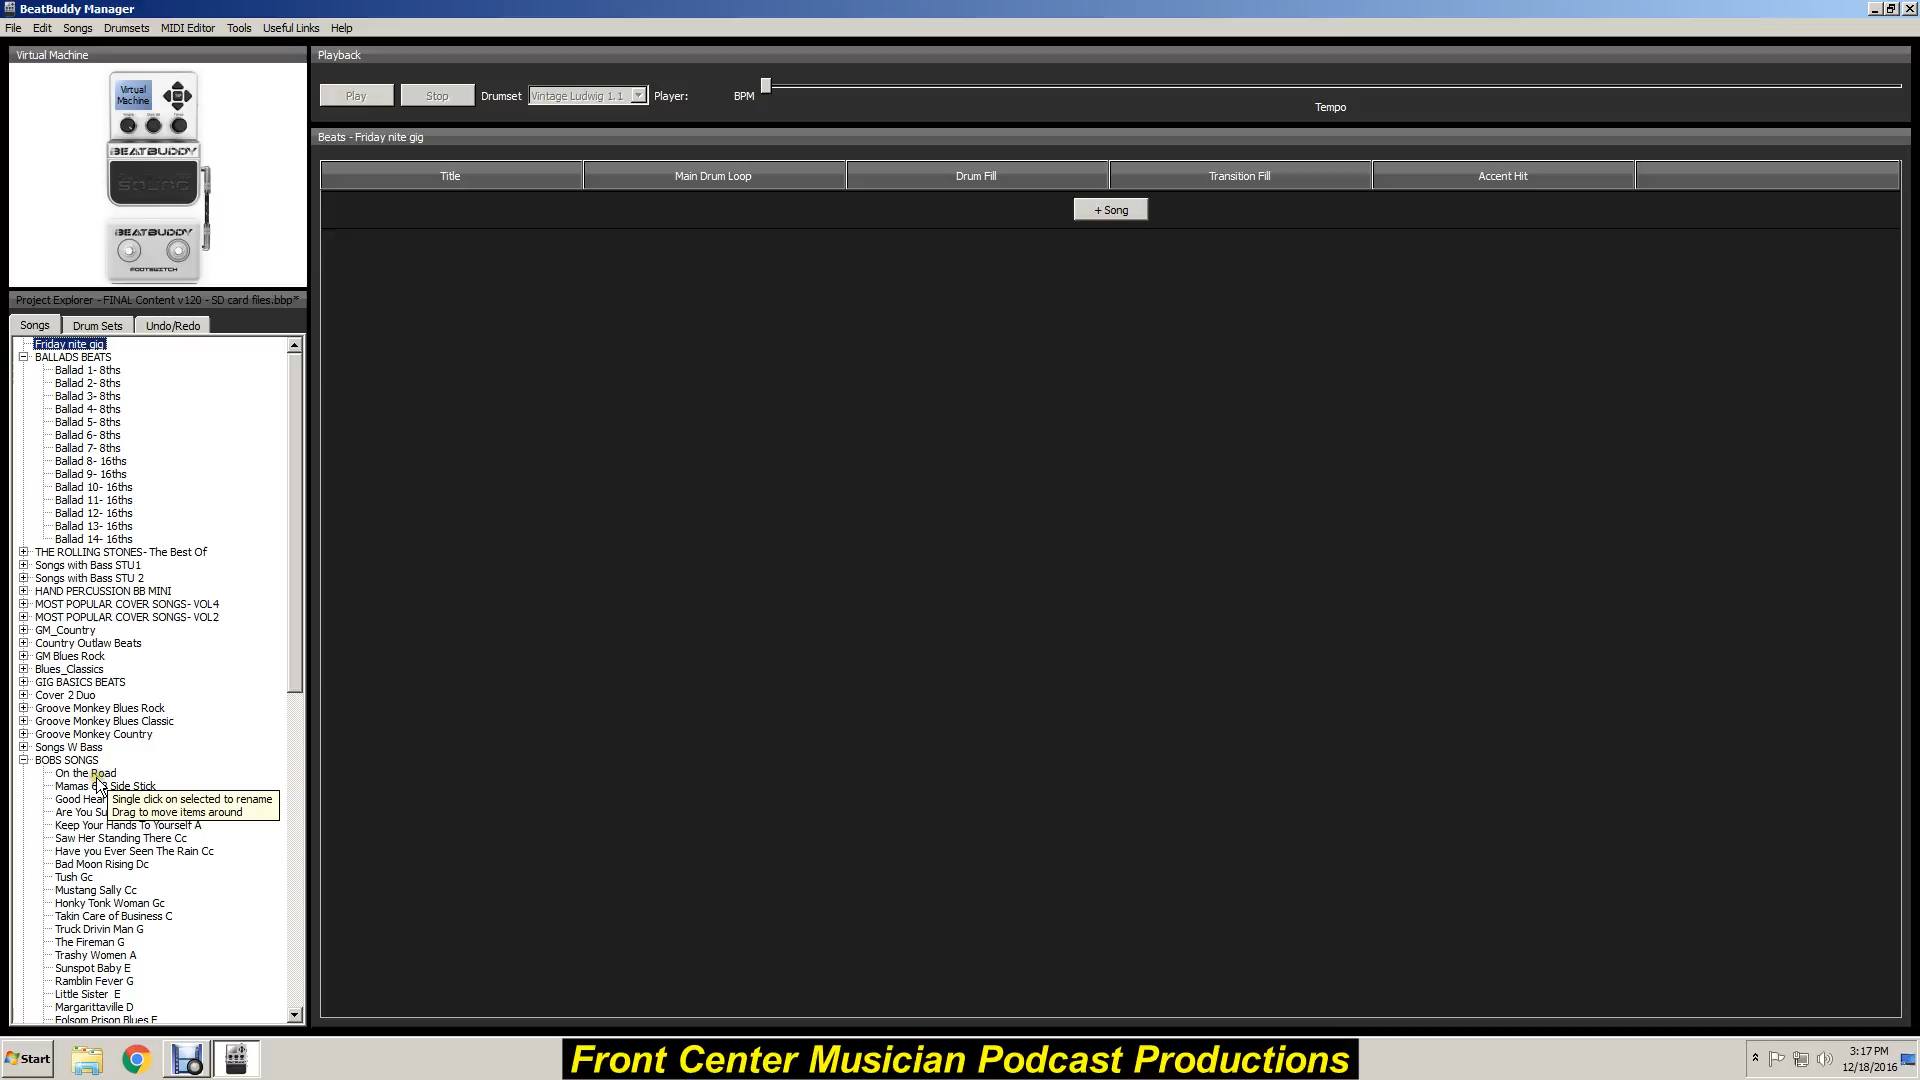 BeatBuddy Manager
File Edit Songs Drumsets MIDI Editor Tools Useful Links Help
Virtual Machine
Virtual
Machine
BEATBUDDY
BEATBUDDY
FOOTSWITCH
Playback
Play Stop Drumset Vintage Ludwig 1.1 Player: BPM
Tempo
Beats - Friday nite gig
Title Main Drum Loop Drum Fill Transition Fill Accent Hit
+ Song
Project Explorer - FINAL Content v120 - SD card files.bbp*
Songs Drum Sets Undo/Redo
Friday nite gig
BALLADS BEATS
Ballad 1- 8ths
Ballad 2- 8ths
Ballad 3- 8ths
Ballad 4- 8ths
Ballad 5- 8ths
Ballad 6- 8ths
Ballad 7- 8ths
Ballad 8- 16ths
Ballad 9- 16ths
Ballad 10- 16ths
Ballad 11- 16ths
Ballad 12- 16ths
Ballad 13- 16ths
Ballad 14- 16ths
THE ROLLING STONES- The Best Of
Songs with Bass STU1
Songs with Bass STU 2
HAND PERCUSSION BB MINI
MOST POPULAR COVER SONGS- VOL4
MOST POPULAR COVER SONGS- VOL2
GM_Country
Country Outlaw Beats
GM Blues Rock
Blues_Classics
GIG BASICS BEATS
Cover 2 Duo
Groove Monkey Blues Rock
Groove Monkey Blues Classic
Groove Monkey Country
Songs W Bass
BOBS SONGS
On the Road
Mamas Side Stick
Good
Are You
Single click on selected to rename
Drag to move items around
Keep Your Hands To Yourself A
Saw Her Standing There Cc
Have you Ever Seen The Rain Cc
Bad Moon Rising Dc
Tush Gc
Mustang Sally Cc
Honky Tonk Woman Gc
Takin Care of Business C
Truck Drivin Man G
The Fireman G
Trashy Women A
Sunspot Baby E
Ramblin Fever G
Little Sister E
Margarittaville D
Folsom Prison Blues E
Start
Front Center Musician Podcast Productions
3:17 PM
12/18/2016